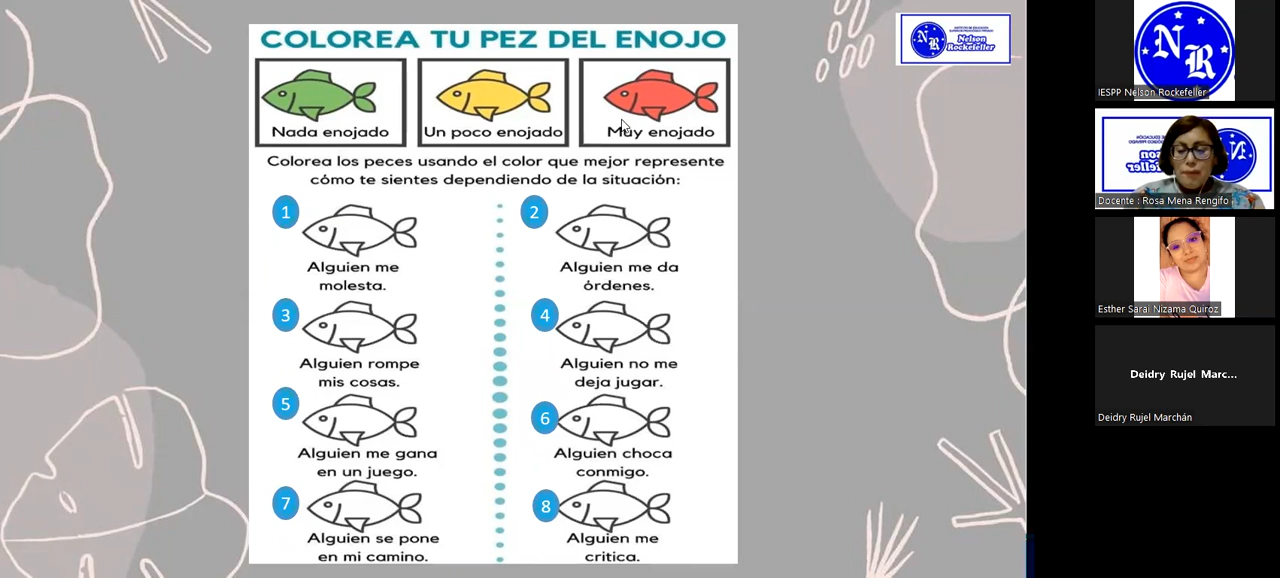 COLOREA TU PEZ DEL ENOJO
Nada enojado
Un poco enojado
Muy enojado
Colorea los peces usando el color que mejor represente
cómo te sientes dependiendo de la situación:
1
Alguien me
molesta.
2
Alguien me da
órdenes.
3
Alguien rompe
mis cosas.
4
Alguien no me
deja jugar.
5
Alguien me gana
en un juego.
6
Alguien choca
conmigo.
7
Alguien se pone
en mi camino.
8
Alguien me
critica.
NR
Nelson
Rockefeller
N R
IESPP Nelson Rockefeller
Docente : Rosa Mena Rengifo
Esther Sarai Nizama Quiroz
Deidry Rujel Marc...
Deidry Rujel Marchán